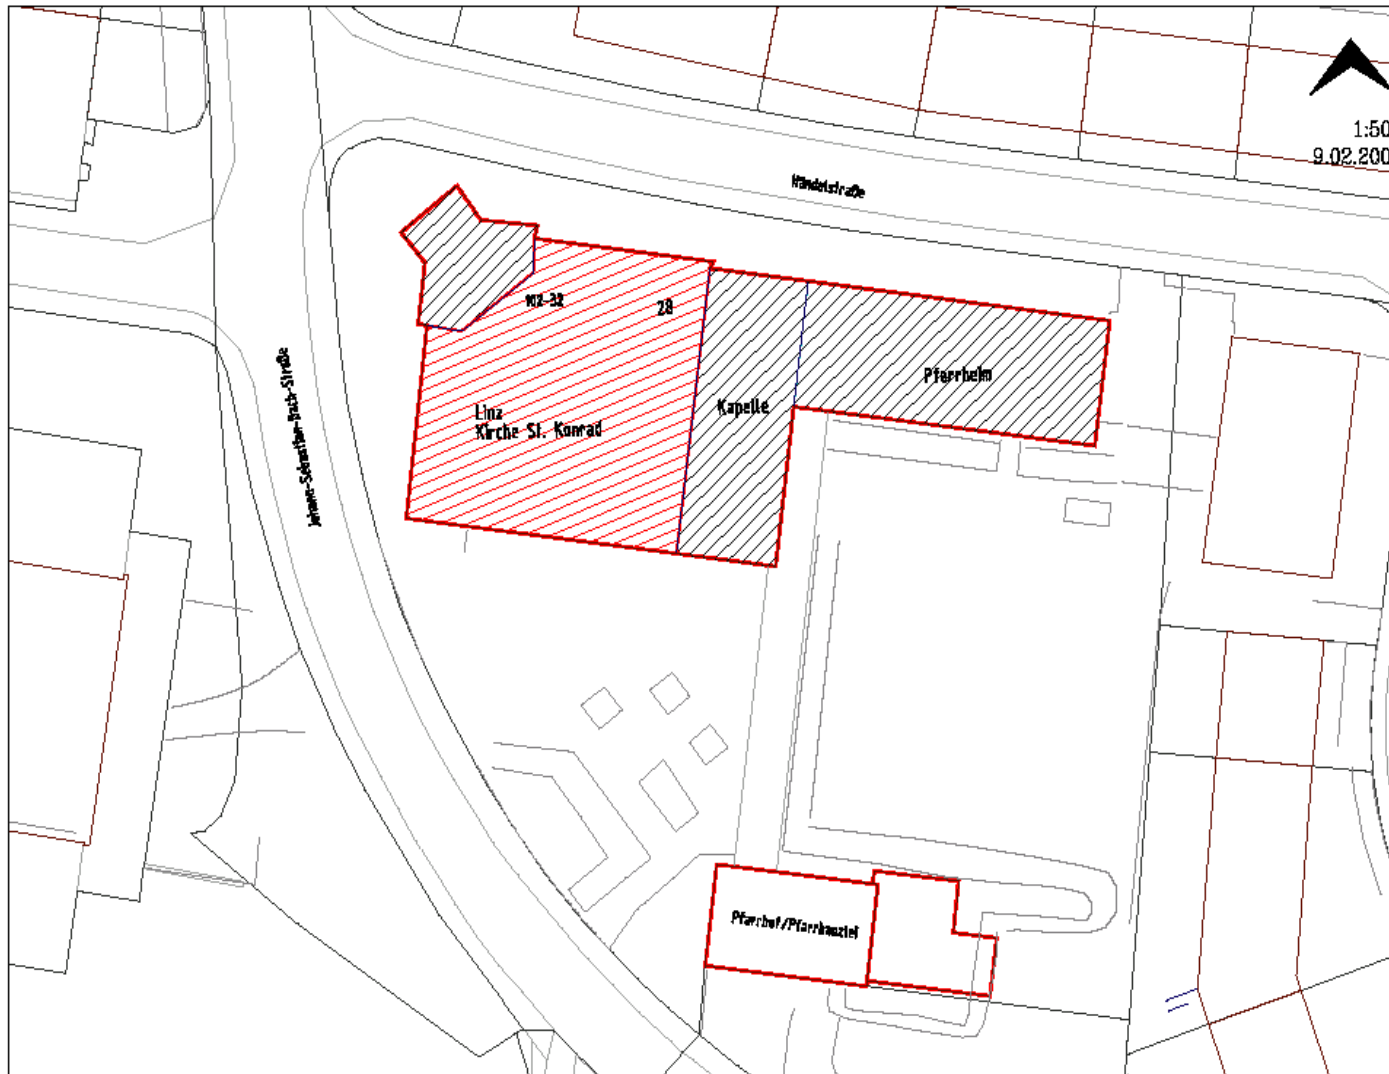 1:50
9.02.200
Händelstraße
102-32
28
Johann-Sebastian-Bach-Straße
Pfarrheim
Kapelle
Linz
Kirche St. Konrad
Pfarrhof/Pfarrkanzlei